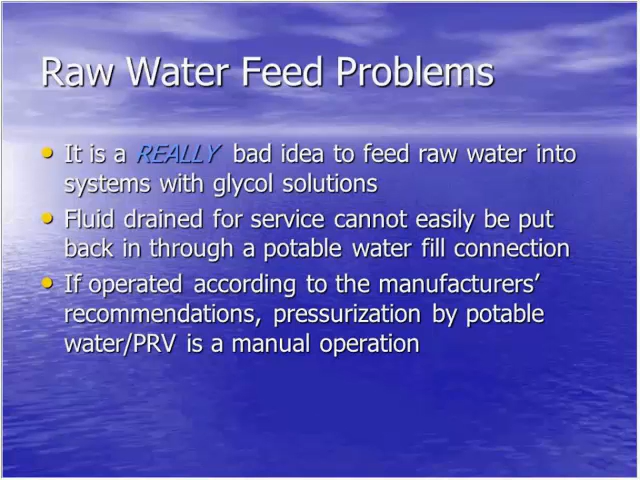 Raw Water Feed Problems
• It is a REALLY bad idea to feed raw water into
systems with glycol solutions
• Fluid drained for service cannot easily be put
back in through a potable water fill connection
• If operated according to the manufacturers’
recommendations, pressurization by potable
water/PRV is a manual operation